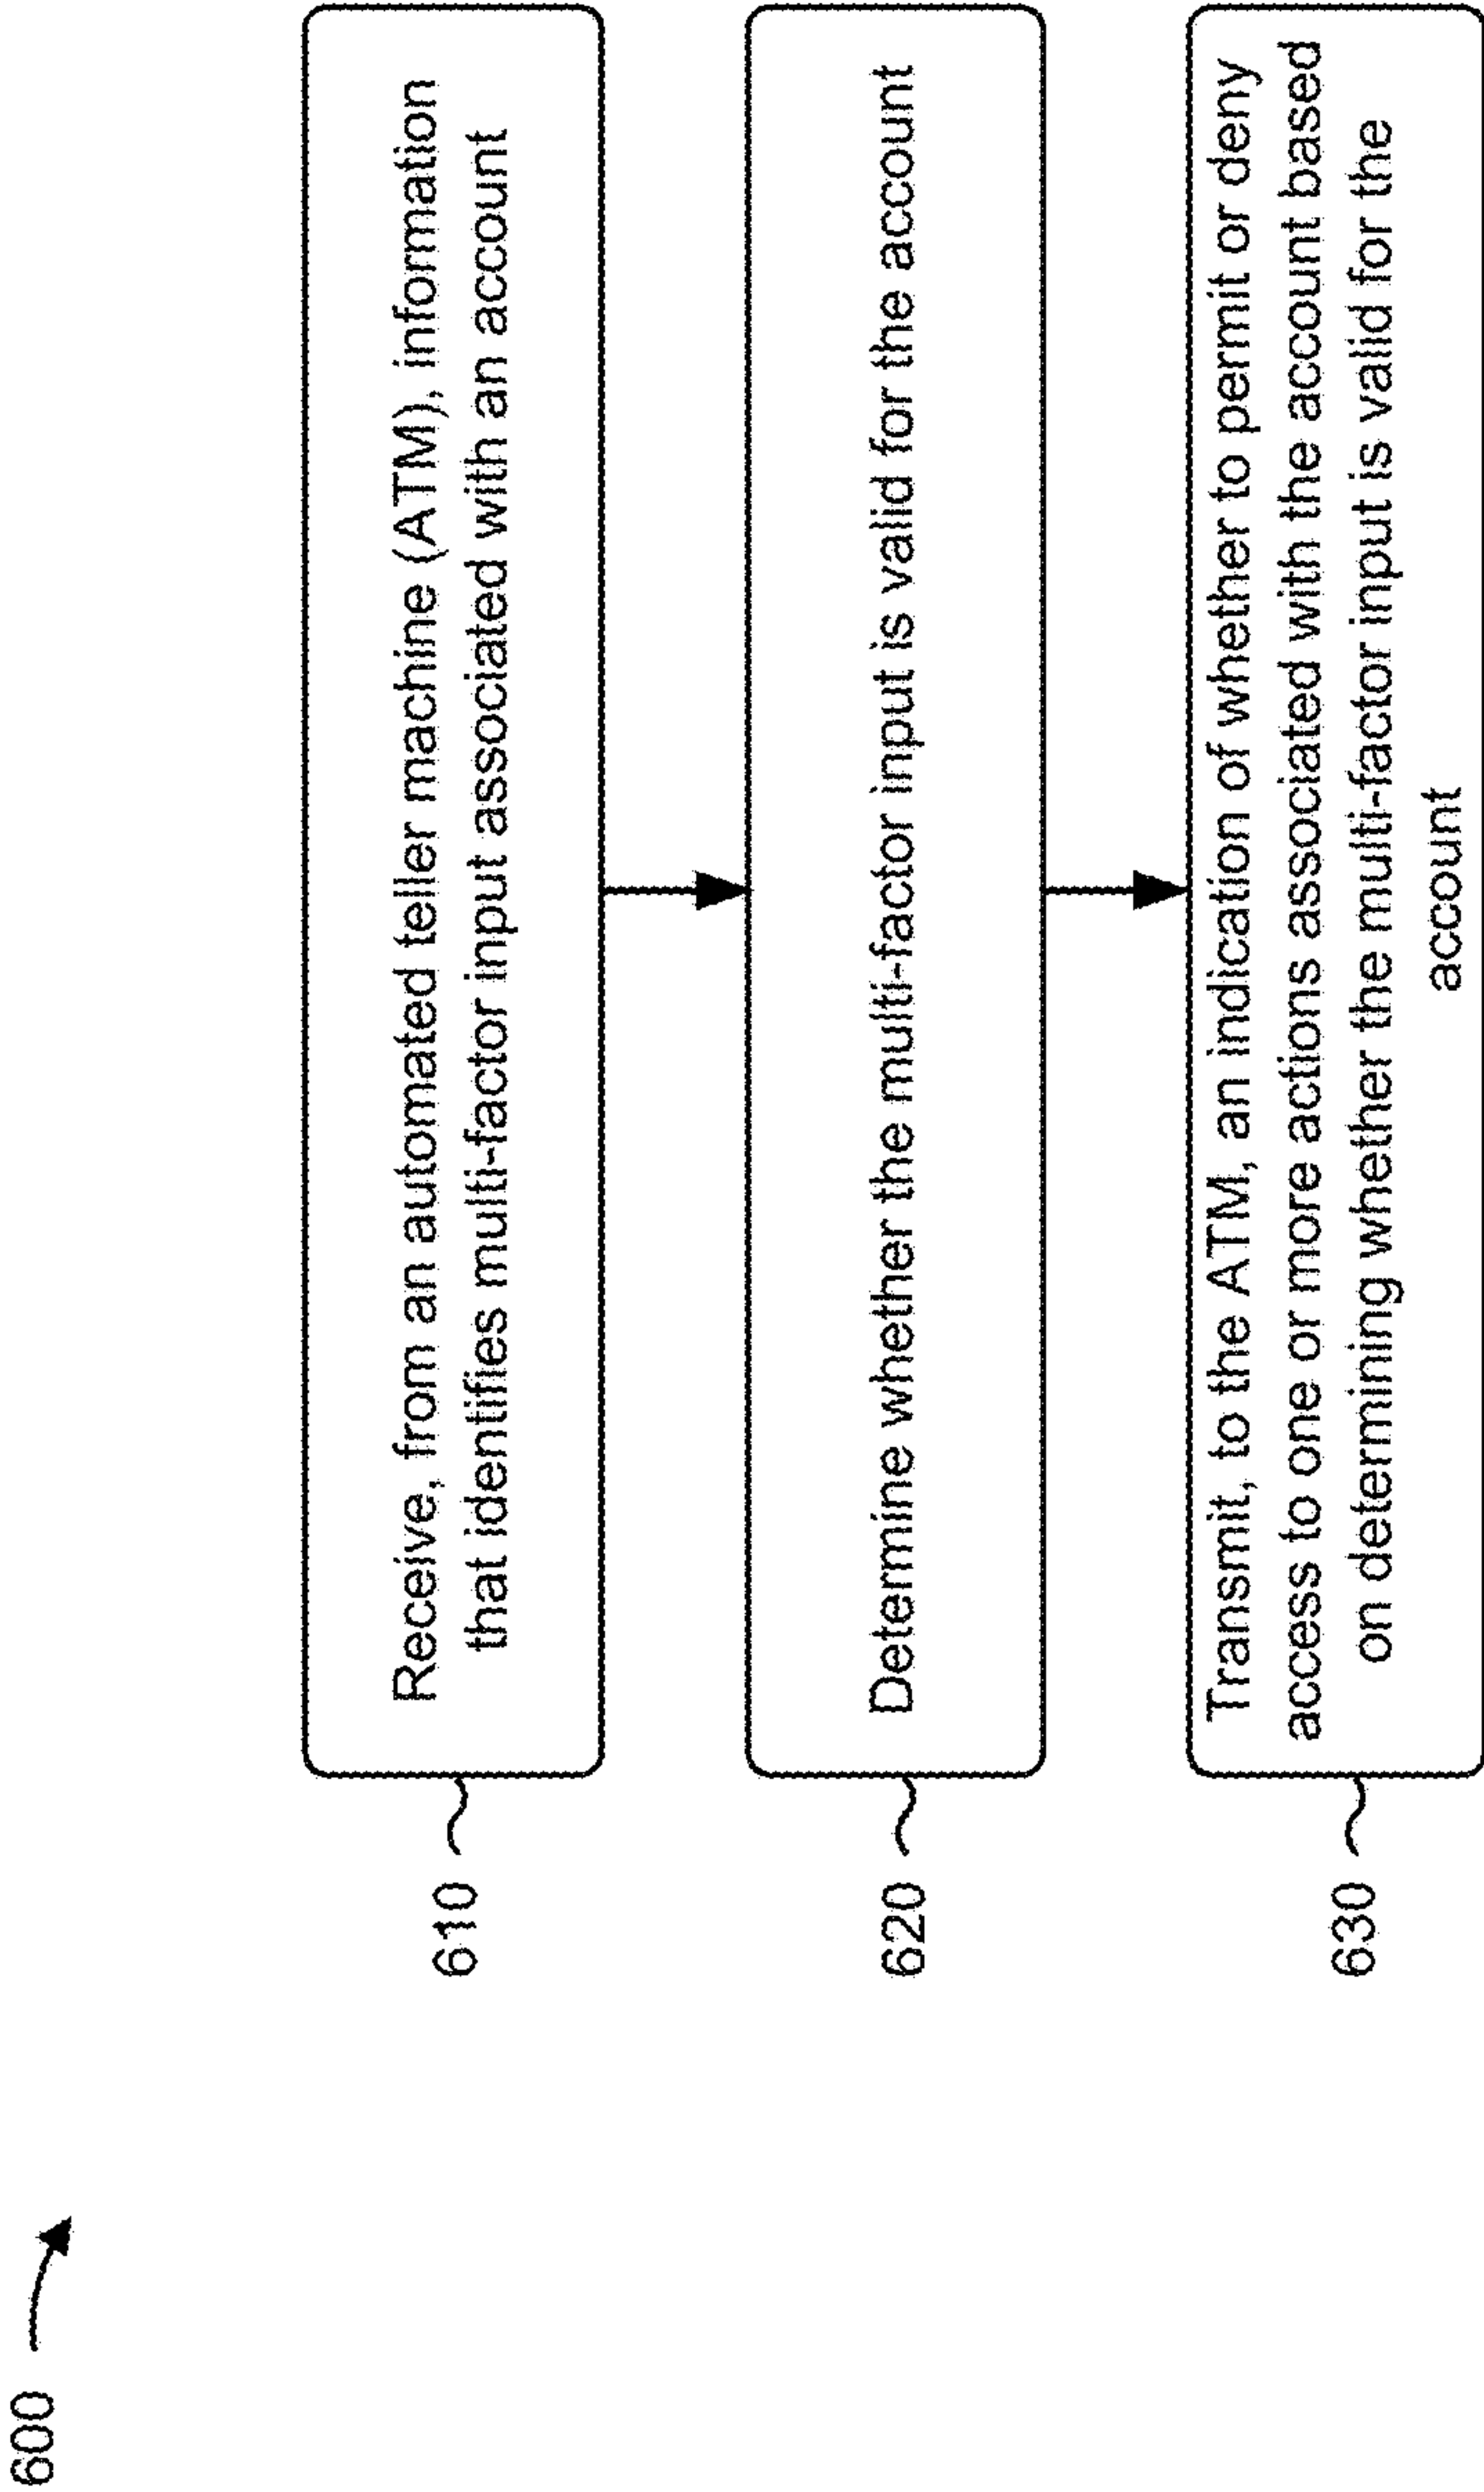 600
610
Receive, from an automated teller machine (ATM), information
that identifies multi-factor input associated with an account
620
Determine whether the multi-factor input is valid for the account
630
Transmit, to the ATM, an indication of whether to permit or deny
access to one or more actions associated with the account based
on determining whether the multi-factor input is valid for the
account